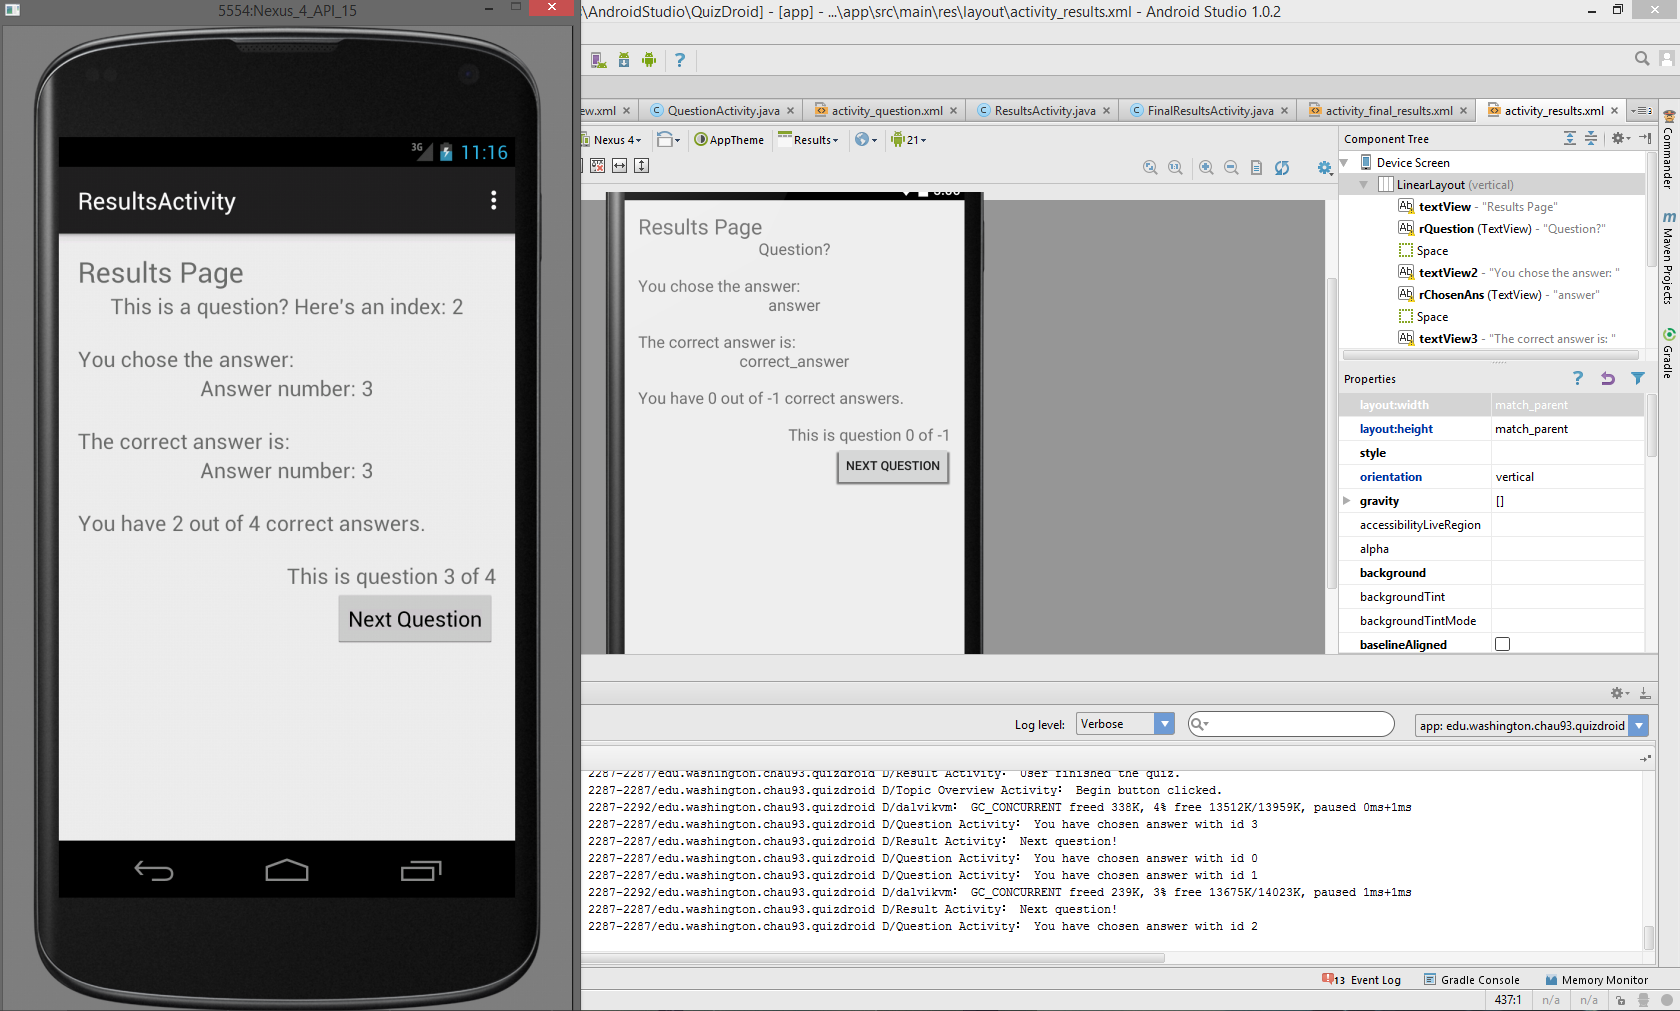 5554:Nexus_4_API_15
\AndroidStudio\QuizDroid] - [app] - ...\app\src\main\res\layout\activity_results.xml - Android Studio 1.0.2
ew.xml
QuestionActivity.java
activity_question.xml
ResultsActivity.java
FinalResultsActivity.java
activity_final_results.xml
activity_results.xml
3
Nexus 4
AppTheme
Results
21
Component Tree
Device Screen
LinearLayout (vertical)
Ab textView - "Results Page"
Ab rQuestion (TextView) - "Question?"
Space
Ab textView2 - "You chose the answer: "
Ab rChosenAns (TextView) - "answer"
Space
Ab textView3 - "The correct answer is: "
Commander
m Maven Projects
Gradle
3G 11:16
ResultsActivity
Results Page
This is a question? Here's an index: 2
You chose the answer:
Answer number: 3
The correct answer is:
Answer number: 3
You have 2 out of 4 correct answers.
This is question 3 of 4
Next Question
Results Page
Question?
You chose the answer:
answer
The correct answer is:
correct_answer
You have 0 out of -1 correct answers.
This is question 0 of -1
NEXT QUESTION
Properties
layout:width match_parent
layout:height match_parent
style
orientation vertical
gravity []
accessibilityLiveRegion
alpha
background
backgroundTint
backgroundTintMode
baselineAligned
Log level: Verbose
app: edu.washington.chau93.quizdroid
2287-2287/edu.washington.chau93.quizdroid D/Result Activity: User finished the quiz.
2287-2287/edu.washington.chau93.quizdroid D/Topic Overview Activity: Begin button clicked.
2287-2292/edu.washington.chau93.quizdroid D/dalvikvm: GC_CONCURRENT freed 338K, 4% free 13512K/13959K, paused 0ms+1ms
2287-2287/edu.washington.chau93.quizdroid D/Question Activity: You have chosen answer with id 3
2287-2287/edu.washington.chau93.quizdroid D/Result Activity: Next question!
2287-2287/edu.washington.chau93.quizdroid D/Question Activity: You have chosen answer with id 0
2287-2287/edu.washington.chau93.quizdroid D/Question Activity: You have chosen answer with id 1
2287-2292/edu.washington.chau93.quizdroid D/dalvikvm: GC_CONCURRENT freed 239K, 3% free 13675K/14023K, paused 1ms+1ms
2287-2287/edu.washington.chau93.quizdroid D/Result Activity: Next question!
2287-2287/edu.washington.chau93.quizdroid D/Question Activity: You have chosen answer with id 2
13 Event Log
Gradle Console
Memory Monitor
437:1 n/a n/a